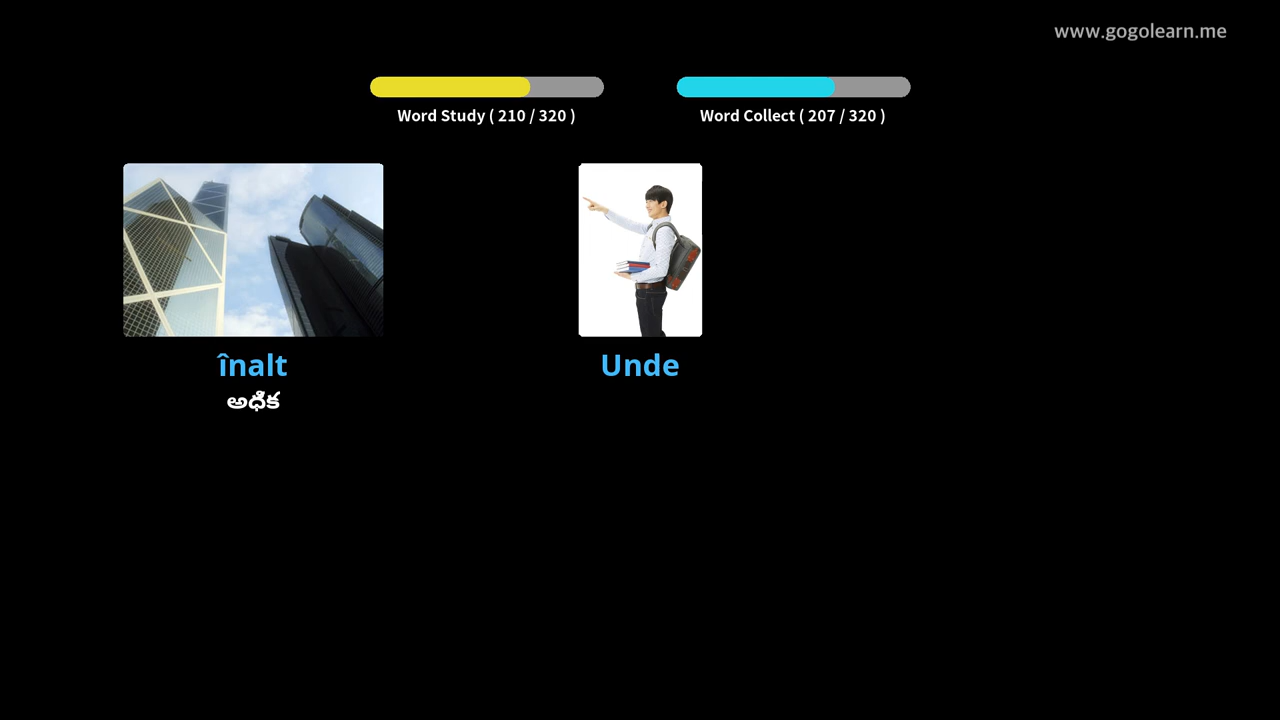 www.gogolearn.me
Word Study ( 210 / 320 )
Word Collect ( 207 / 320 )
înalt
అధిక
Unde